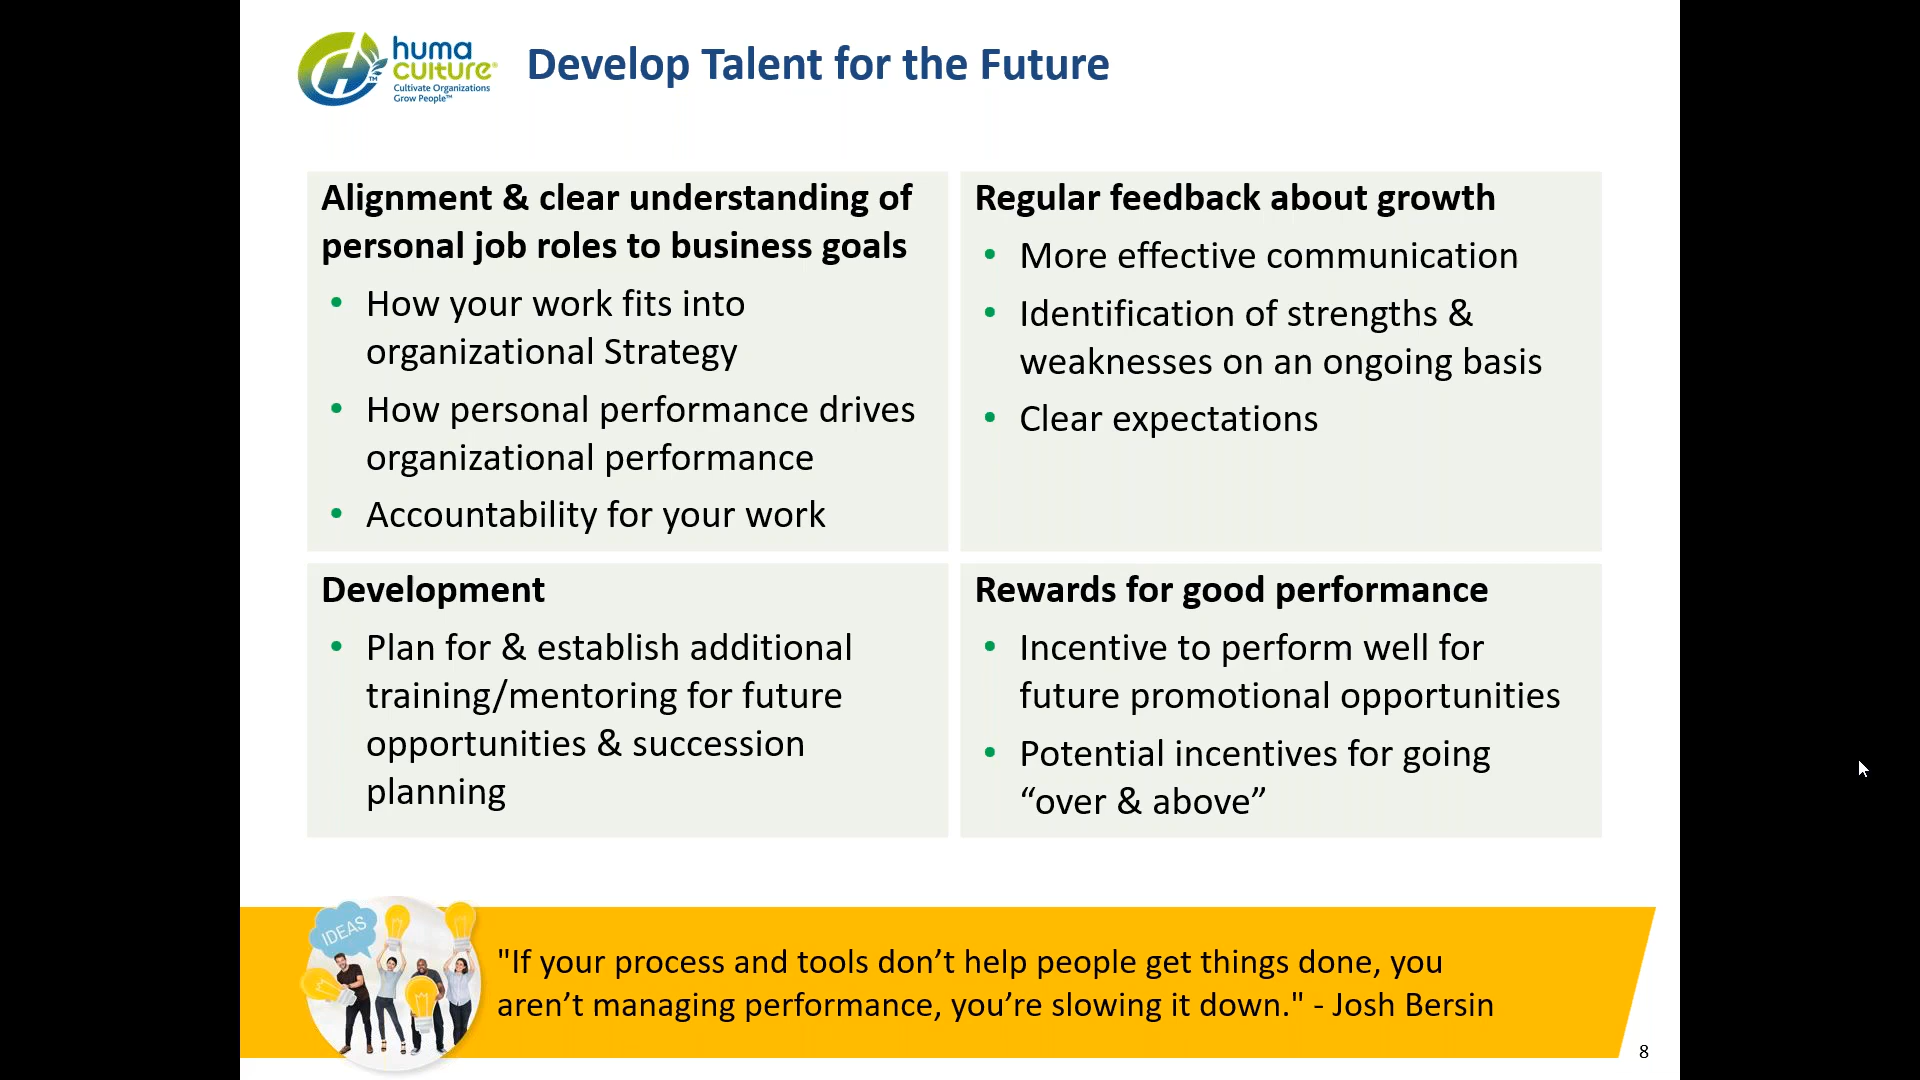 huma
culture®
Cultivate Organizations
Grow People™
Develop Talent for the Future
Alignment & clear understanding of
personal job roles to business goals
• How your work fits into
organizational Strategy
• How personal performance drives
organizational performance
• Accountability for your work
Regular feedback about growth
• More effective communication
• Identification of strengths &
weaknesses on an ongoing basis
• Clear expectations
Development
• Plan for & establish additional
training/mentoring for future
opportunities & succession
planning
Rewards for good performance
• Incentive to perform well for
future promotional opportunities
• Potential incentives for going
“over & above”
IDEAS
"If your process and tools don’t help people get things done, you
aren’t managing performance, you’re slowing it down." - Josh Bersin
8